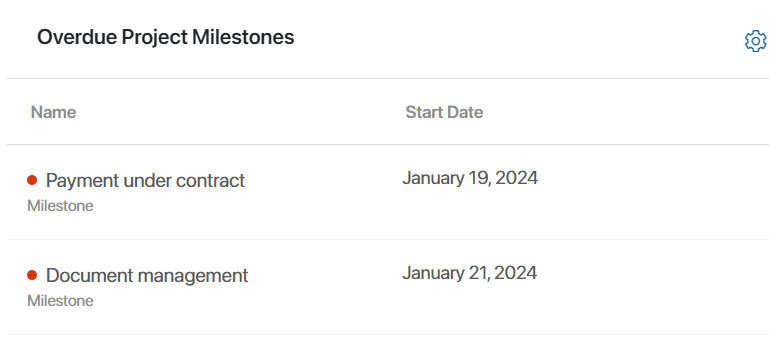 Overdue Project Milestones
Name Start Date
Payment under contract January 19, 2024
Milestone
Document management January 21, 2024
Milestone